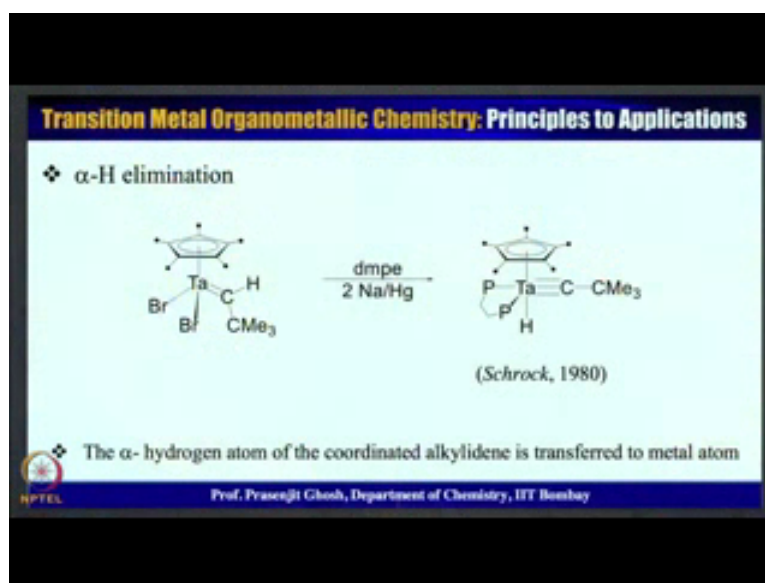 Transition Metal Organometallic Chemistry: Principles to Applications
❖ α-H elimination
Ta
Br
Br
C
H
CMe3
dmpe
2 Na/Hg
P
P
Ta
C
CMe3
H
(Schrock, 1980)
❖ The α- hydrogen atom of the coordinated alkylidene is transferred to metal atom
NPTEL
Prof. Prasenjit Ghosh, Department of Chemistry, IIT Bombay